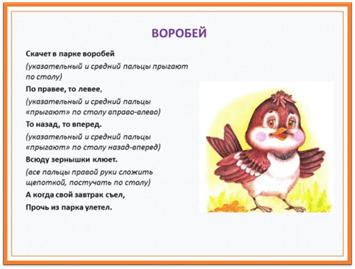 ВОРОБЕЙ
Скачет в парке воробей
(указательный и средний пальцы прыгают
по столу)
По правее, то левее,
(указательный и средний пальцы
«прыгают» по столу вправо-влево)
То назад, то вперед.
(указательный и средний пальцы
«прыгают» по столу назад-вперед)
Всюду зернышки клюет.
(все пальцы правой руки сложить
щепоткой, постучать по столу)
А когда свой завтрак съел,
Прочь из парка улетел.